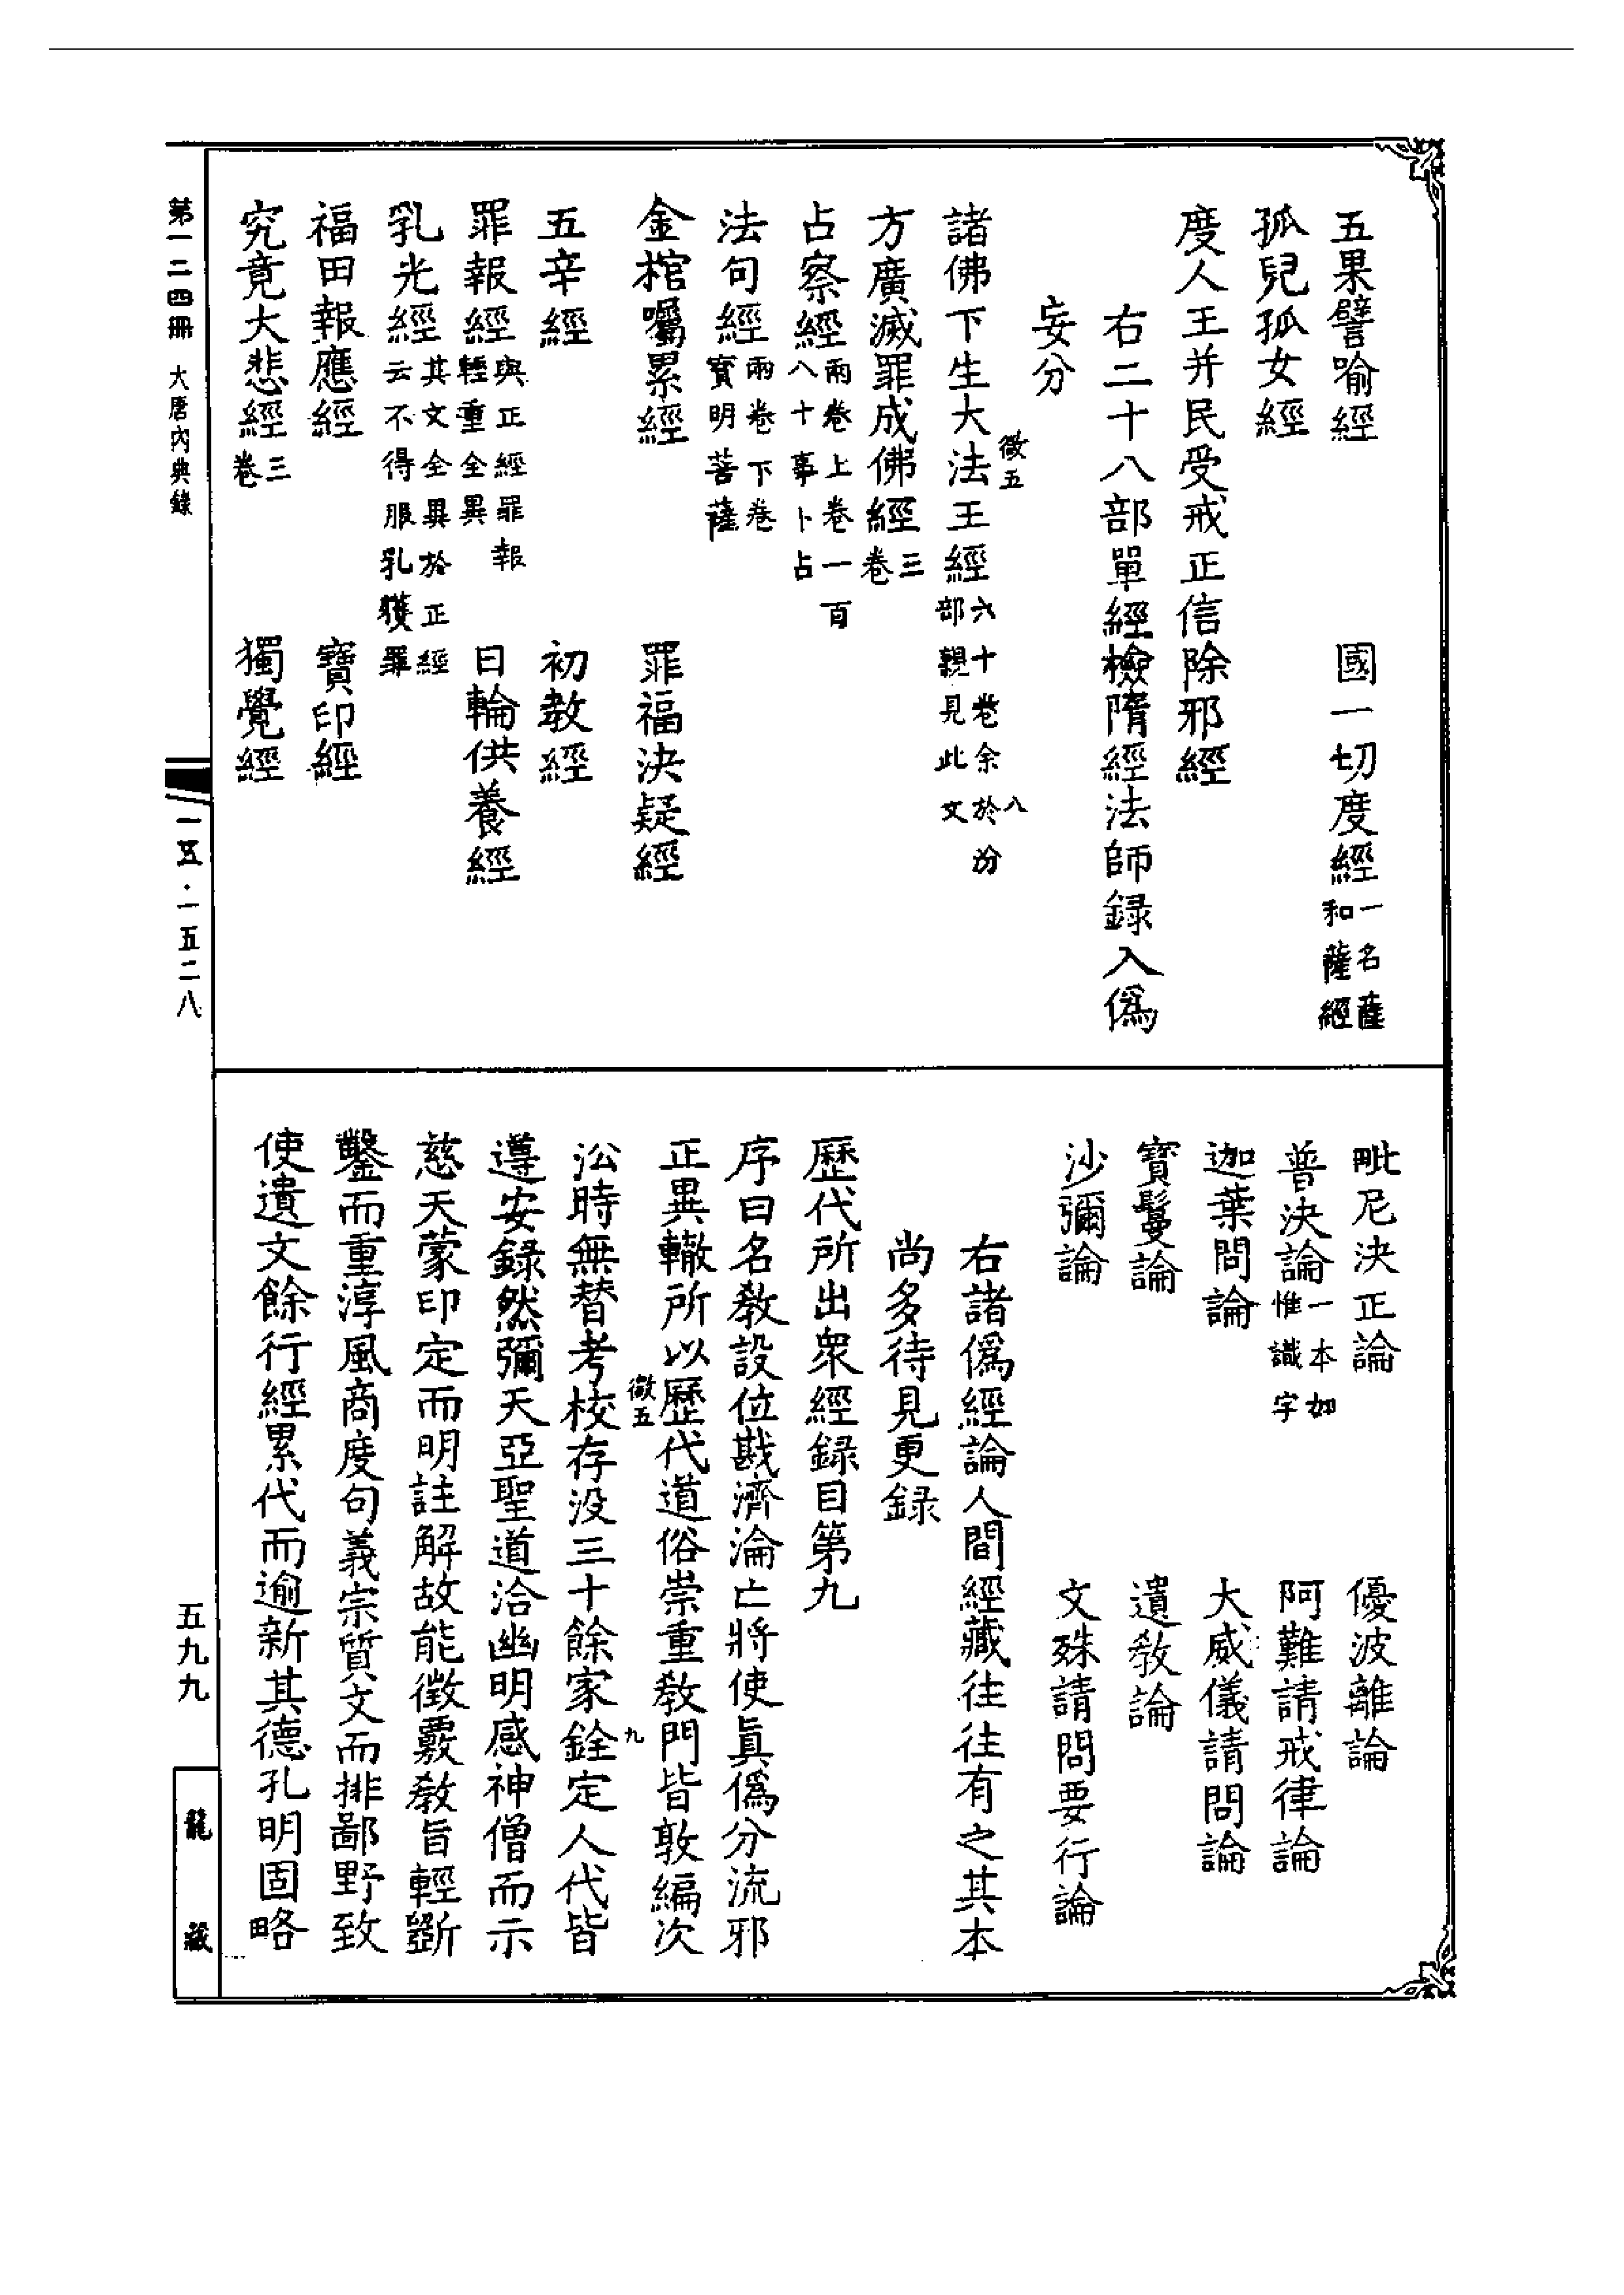 五果譬喻經　國一切度經一名薩和薩經
孤兒孤女經
度人王并民受戒正信除邪經
右二十八部單經檢隋經法師録入僞
妄分
徵五
八
諸佛下生大法王經六十卷余於汾部親見此文
方廣滅罪成佛經三卷
占察經兩卷上卷一百八十事卜占
法句經兩卷下卷寶明菩薩
金棺囑累經　罪福決疑經
五辛經　初教經
罪報經與正經罪報輕重全異　日輪供養經
乳光經其文全異於正經云不得服乳獲罪
福田報應經　寶印經
究竟大悲經三卷　獨覺經
毗尼決正論　優波離論
普決論一本如惟識字　阿難請戒律論
迦葉問論　大威儀請問論
寶鬘論　遺敎論
沙彌論　文殊請問要行論
右諸僞經論人間經藏往往有之其本
尚多待見更録
歷代所出衆經録目第九
序曰名敎設位戡濟淪亡將使眞僞分流邪
正異轍所以歷代道俗崇重敎門皆敦編次
徵五
九
訟時無替考校存没三十餘家銓定人代皆
遵安録然彌天亞聖道洽幽明感神僧而示
慈天蒙印定而明註解故能徴覈敎旨輕斵
鑿而重淳風商度句義宗質文而排鄙野致
使遺文餘行經累代而逾新其德孔明固略
第一二四冊　大唐內典錄
一五·一五二八
五九九
龍藏